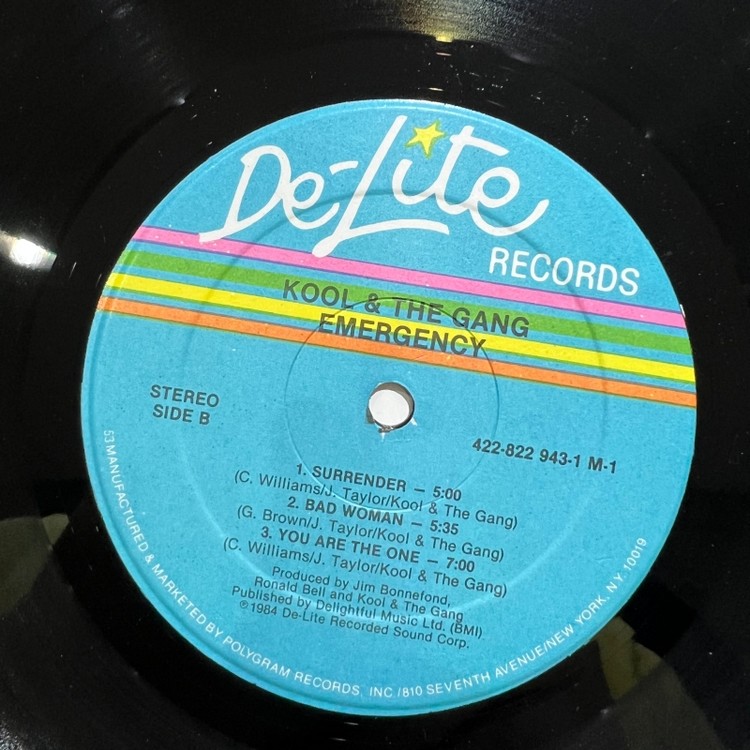 De-Lite
RECORDS
KOOL & THE GANG
EMERGENCY
STEREO
SIDE B
422-822 943-1 M-1
1. SURRENDER — 5:00
(C. Williams/J. Taylor/Kool & The Gang)
2. BAD WOMAN — 5:35
(G. Brown/J. Taylor/Kool & The Gang)
3. YOU ARE THE ONE — 7:00
(C. Williams/J. Taylor/Kool & The Gang)
Produced by Jim Bonnefond,
Ronald Bell and Kool & The Gang
Published by Delightful Music Ltd. (BMI)
℗1984 De-Lite Recorded Sound Corp.
53 MANUFACTURED & MARKETED BY POLYGRAM RECORDS, INC./810 SEVENTH AVENUE/NEW YORK, N.Y. 10019